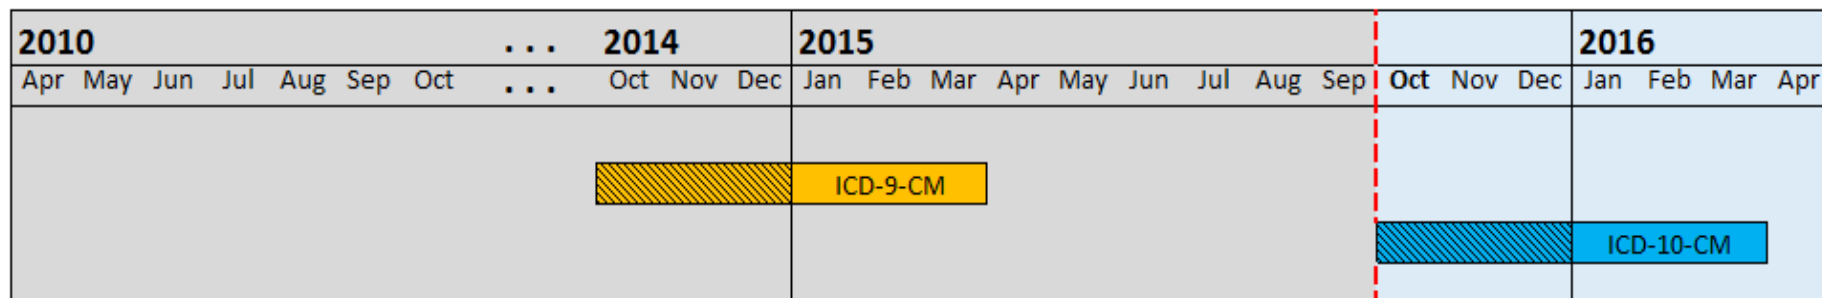 2010 ... 2014 2015 2016
Apr May Jun Jul Aug Sep Oct ... Oct Nov Dec Jan Feb Mar Apr May Jun Jul Aug Sep Oct Nov Dec Jan Feb Mar Apr
ICD-9-CM
ICD-10-CM